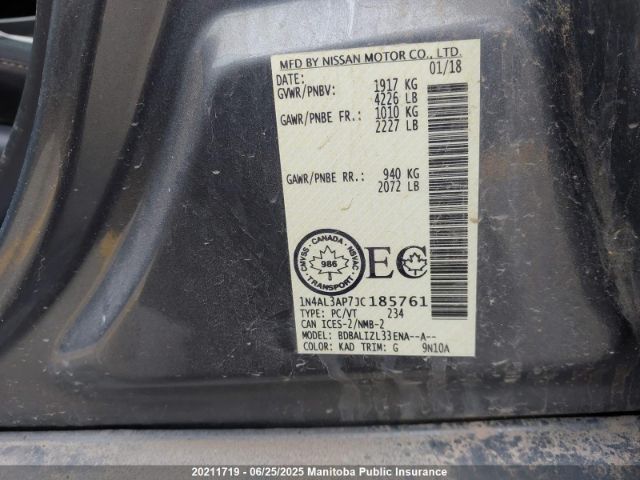 MFD BY NISSAN MOTOR CO., LTD.
DATE: 01/18
GVWR/PNBV: 1917 KG
4226 LB
GAWR/PNBE FR.: 1010 KG
2227 LB
GAWR/PNBE RR.: 940 KG
2072 LB
CANADA
CMVSS NSVAC
986
TRANSPORT
EC
1N4AL3AP7JC185761
TYPE: PC/VT 234
CAN ICES-2/NMB-2
MODEL: BDBALIZL33ENA--A--
COLOR: KAD TRIM: G 9N10A
20211719 - 06/25/2025 Manitoba Public Insurance